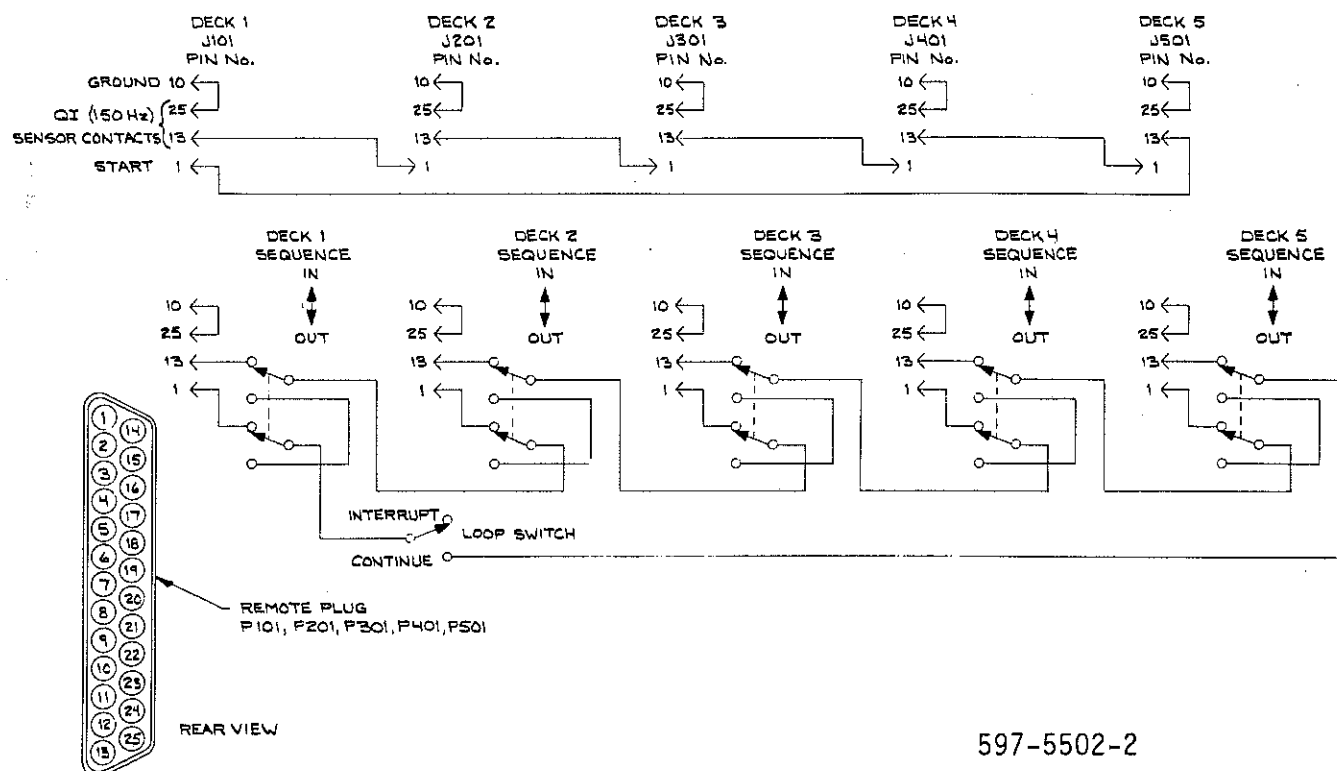 DECK 1 DECK 2 DECK 3 DECK 4 DECK 5
J101 J201 J301 J401 J501
PIN No. PIN No. PIN No. PIN No. PIN No.
GROUND 10 10 10 10 10
QI (150 Hz) 25 25 25 25 25
SENSOR CONTACTS 13 13 13 13 13
START 1 1 1 1 1
DECK 1 DECK 2 DECK 3 DECK 4 DECK 5
SEQUENCE SEQUENCE SEQUENCE SEQUENCE SEQUENCE
IN IN IN IN IN
10 10 10 10 10
25 OUT 25 OUT 25 OUT 25 OUT 25 OUT
13 13 13 13 13
1 1 1 1 1
1 14
2 15
3 16
4 17
5 18
6 19
7 20
8 21
9 22
10 23
11 24
12 25
13
INTERRUPT
LOOP SWITCH
CONTINUE
REMOTE PLUG
P101, P201, P301, P401, P501
REAR VIEW
597-5502-2